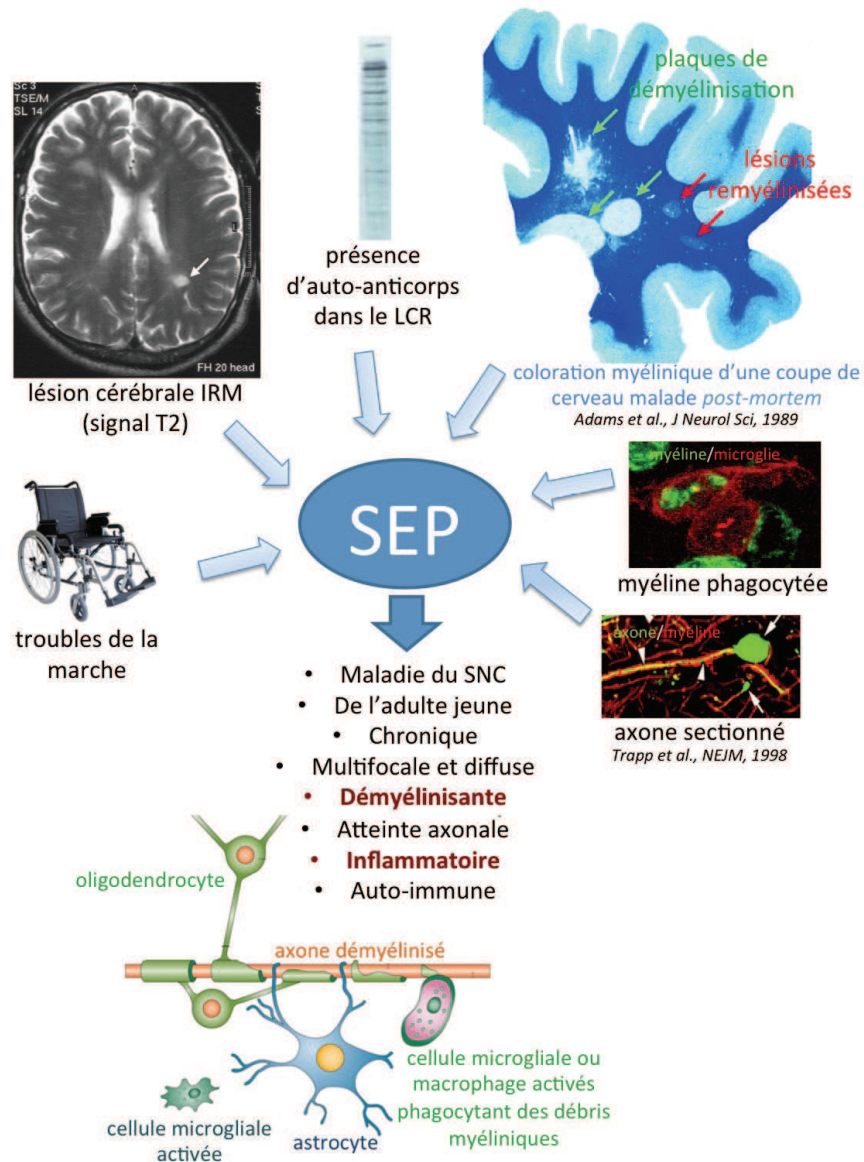 Sc 3
TSE/M
SL 14
A
FH 20 head
lésion cérébrale IRM
(signal T2)
présence
d'auto-anticorps
dans le LCR
plaques de
démyélinisation
lésions
remyélinisées
coloration myélinique d'une coupe de
cerveau malade post-mortem
Adams et al., J Neurol Sci, 1989
troubles de la
marche
SEP
myéline/microglie
myéline phagocytée
axone/myéline
axone sectionné
Trapp et al., NEJM, 1998
• Maladie du SNC
• De l'adulte jeune
• Chronique
• Multifocale et diffuse
• Démyélinisante
• Atteinte axonale
• Inflammatoire
• Auto-immune
oligodendrocyte
axone démyélinisé
cellule microgliale
activée
astrocyte
cellule microgliale ou
macrophage activés
phagocytant des débris
myéliniques